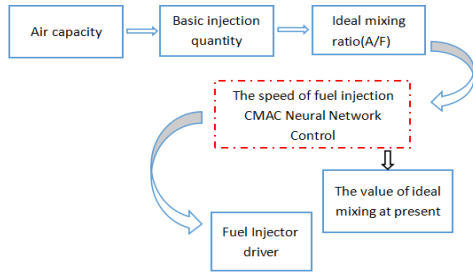 Air capacity
Basic injection
quantity
Ideal mixing
ratio(A/F)
The speed of fuel injection
CMAC Neural Network
Control
The value of ideal
mixing at present
Fuel Injector
driver